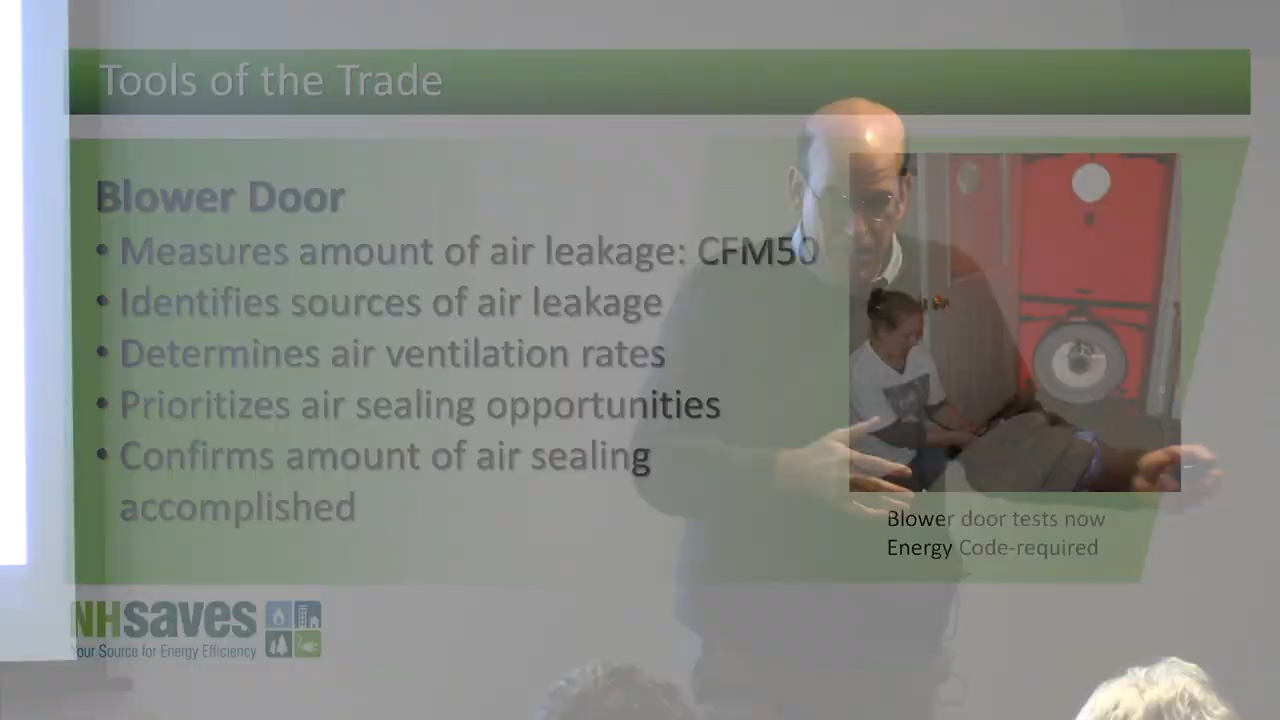 Tools of the Trade
Blower Door
• Measures amount of air leakage: CFM50
• Identifies sources of air leakage
• Determines air ventilation rates
• Prioritizes air sealing opportunities
• Confirms amount of air sealing
accomplished
Blower door tests now
Energy Code-required
NHsaves
Your Source for Energy Efficiency